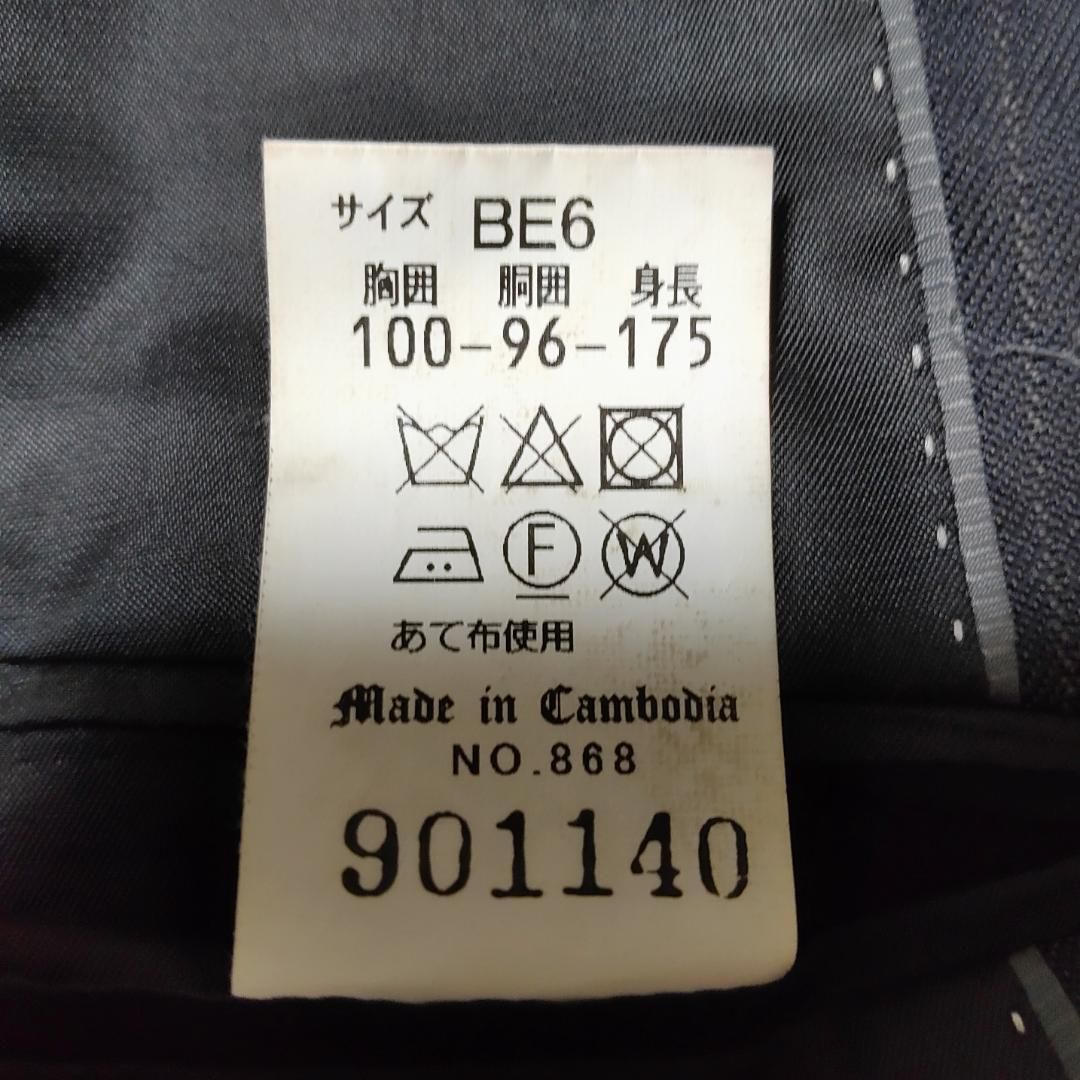 サイズ BE6
胸囲 胴囲 身長
100-96-175
F W
あて布使用
Made in Cambodia
NO.868
901140